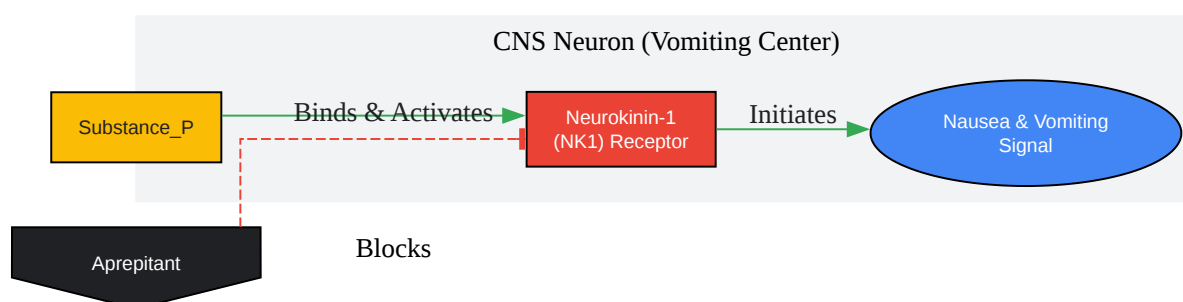 CNS Neuron (Vomiting Center)
Substance_P
Binds & Activates
Neurokinin-1
(NK1) Receptor
Initiates
Nausea & Vomiting
Signal
Aprepitant
Blocks